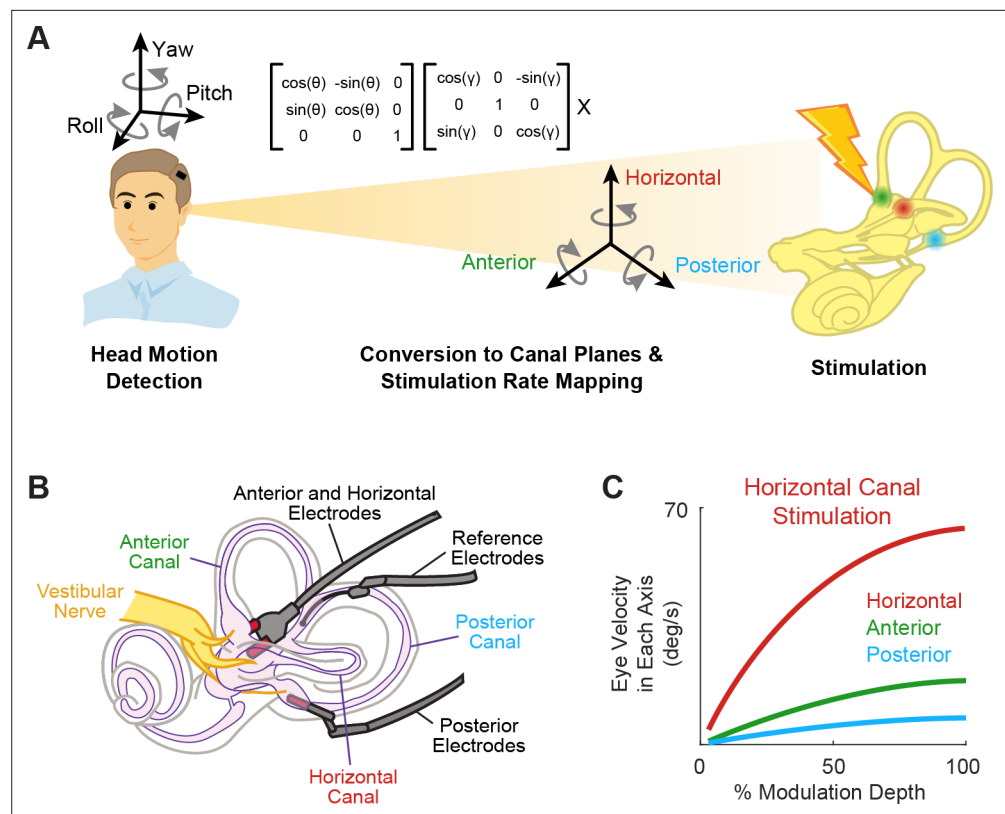 A
Yaw
Pitch
Roll
cos(θ) -sin(θ) 0
sin(θ) cos(θ) 0
0 0 1
cos(γ) 0 -sin(γ)
0 1 0
sin(γ) 0 cos(γ)
X
Horizontal
Anterior
Posterior
Head Motion
Detection
Conversion to Canal Planes &
Stimulation Rate Mapping
Stimulation
B
Anterior and Horizontal
Electrodes
Reference
Electrodes
Anterior
Canal
Vestibular
Nerve
Posterior
Canal
Posterior
Electrodes
Horizontal
Canal
C
Horizontal Canal
Stimulation
70
Eye Velocity
in Each Axis
(deg/s)
Horizontal
Anterior
Posterior
0 50 100
% Modulation Depth